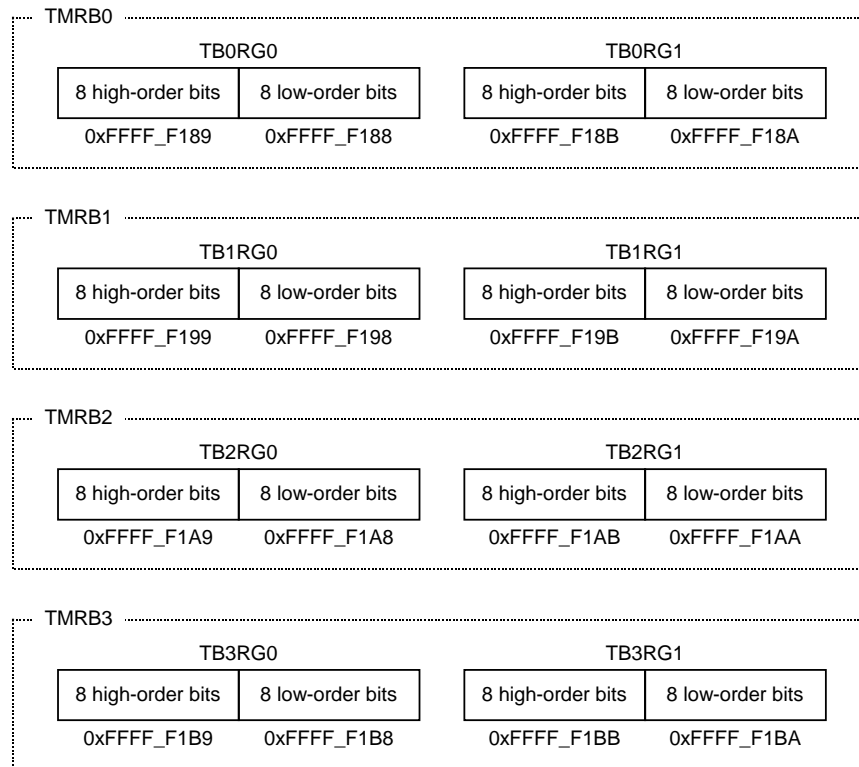 TMRB0
TB0RG0 TB0RG1
8 high-order bits 8 low-order bits 8 high-order bits 8 low-order bits
0xFFFF_F189 0xFFFF_F188 0xFFFF_F18B 0xFFFF_F18A
TMRB1
TB1RG0 TB1RG1
8 high-order bits 8 low-order bits 8 high-order bits 8 low-order bits
0xFFFF_F199 0xFFFF_F198 0xFFFF_F19B 0xFFFF_F19A
TMRB2
TB2RG0 TB2RG1
8 high-order bits 8 low-order bits 8 high-order bits 8 low-order bits
0xFFFF_F1A9 0xFFFF_F1A8 0xFFFF_F1AB 0xFFFF_F1AA
TMRB3
TB3RG0 TB3RG1
8 high-order bits 8 low-order bits 8 high-order bits 8 low-order bits
0xFFFF_F1B9 0xFFFF_F1B8 0xFFFF_F1BB 0xFFFF_F1BA